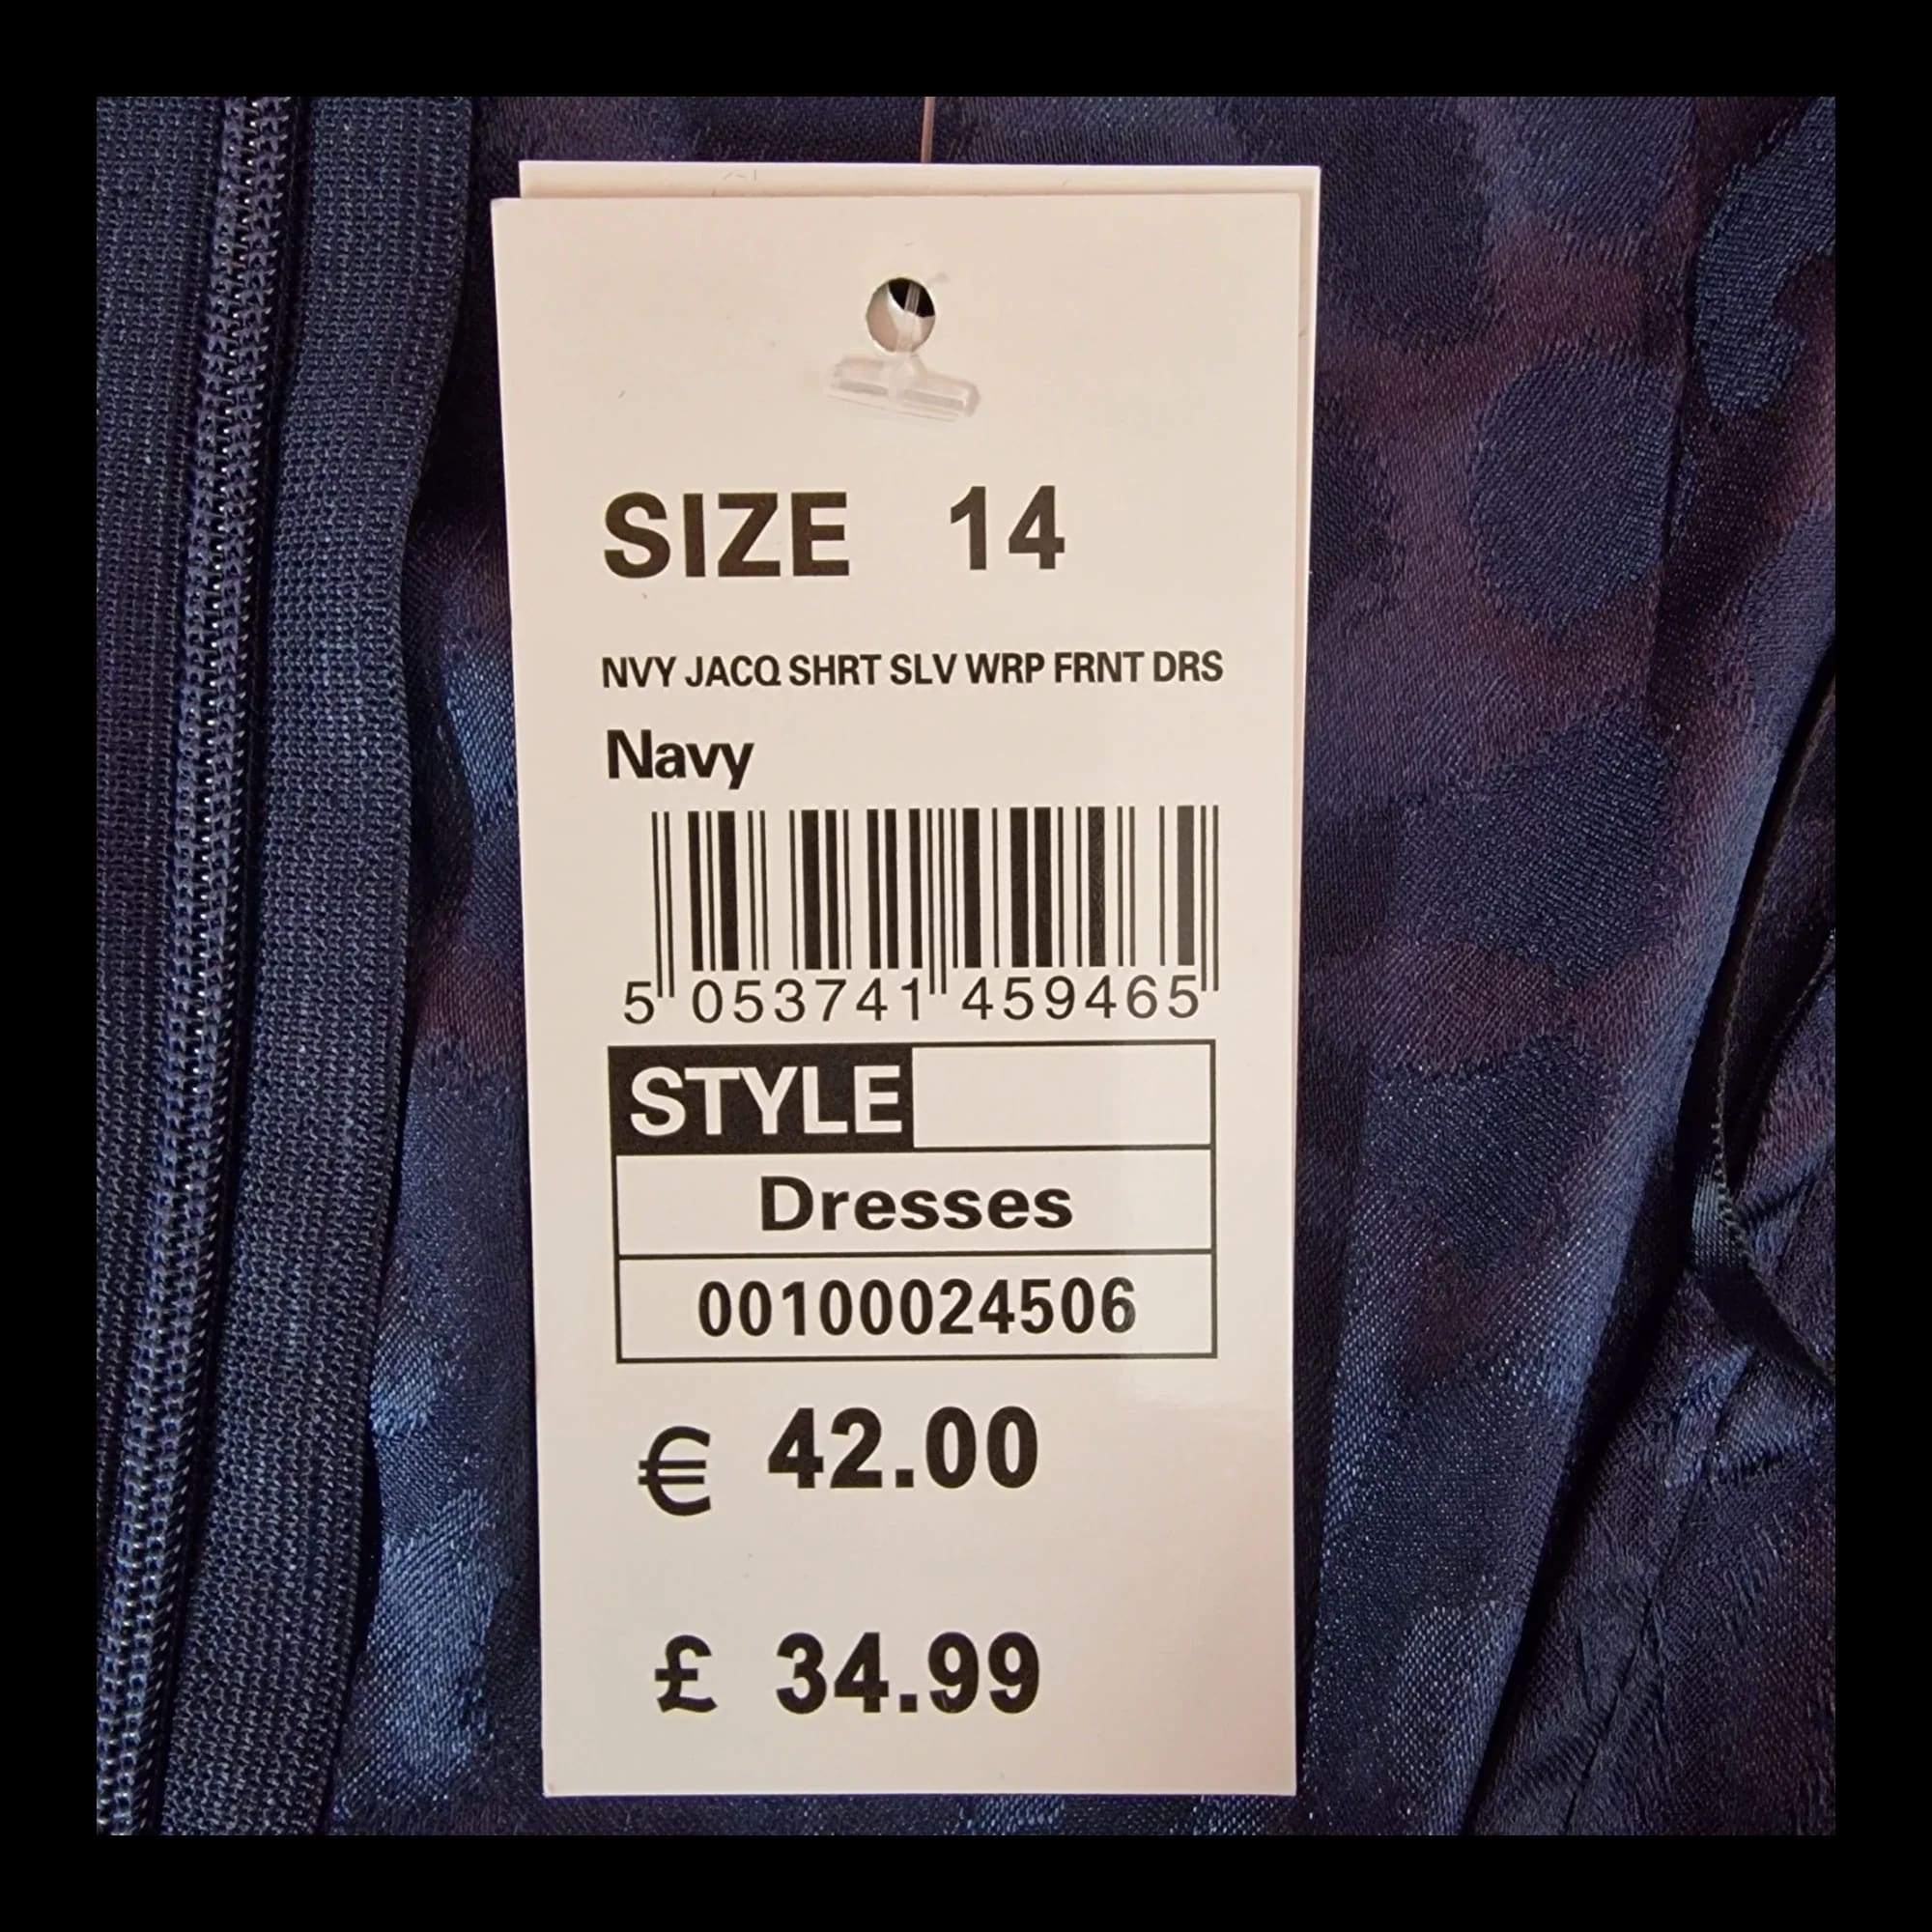 SIZE 14
NVY JACQ SHRT SLV WRP FRNT DRS
Navy
5 053741 459465
STYLE
Dresses
00100024506
€ 42.00
£ 34.99